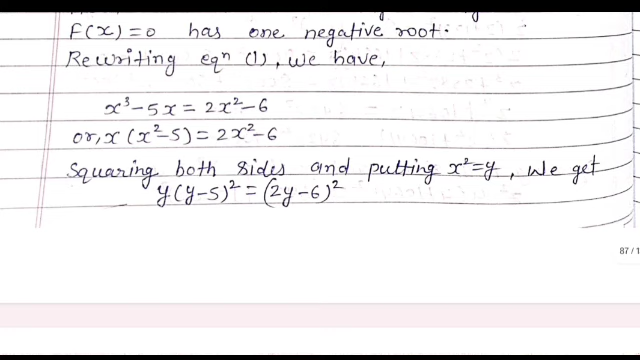 F(x)=0 has one negative root.
Rewriting eqⁿ (1), we have,
x³-5x = 2x²-6
or, x(x²-5) = 2x²-6
Squaring both sides and putting x²=y, we get
y(y-5)² = (2y-6)²
87 / 1